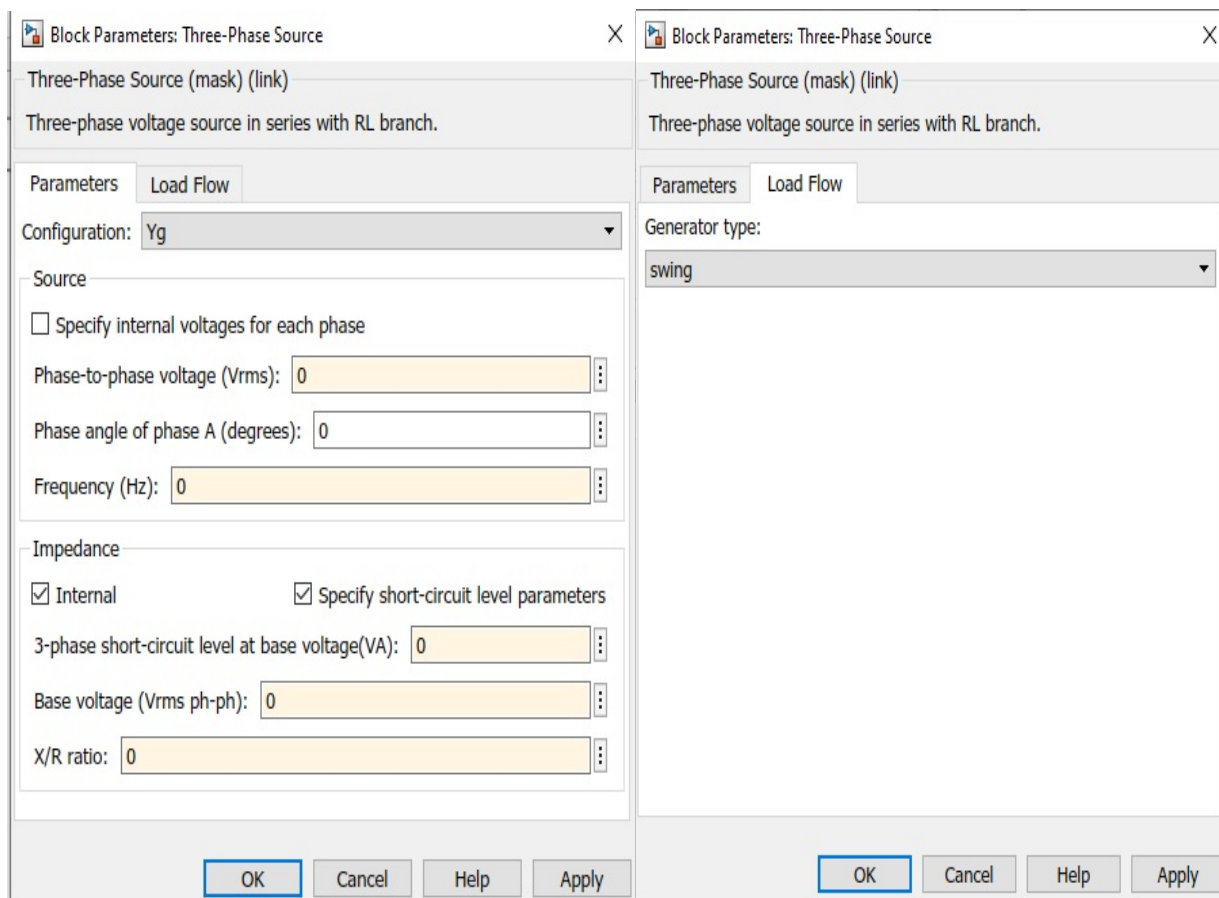 Block Parameters: Three-Phase Source
Three-Phase Source (mask) (link)
Three-phase voltage source in series with RL branch.
Parameters Load Flow
Configuration: Yg
Source
Specify internal voltages for each phase
Phase-to-phase voltage (Vrms): 0
Phase angle of phase A (degrees): 0
Frequency (Hz): 0
Impedance
Internal Specify short-circuit level parameters
3-phase short-circuit level at base voltage(VA): 0
Base voltage (Vrms ph-ph): 0
X/R ratio: 0
OK Cancel Help Apply
Block Parameters: Three-Phase Source
Three-Phase Source (mask) (link)
Three-phase voltage source in series with RL branch.
Parameters Load Flow
Generator type:
swing
OK Cancel Help Apply